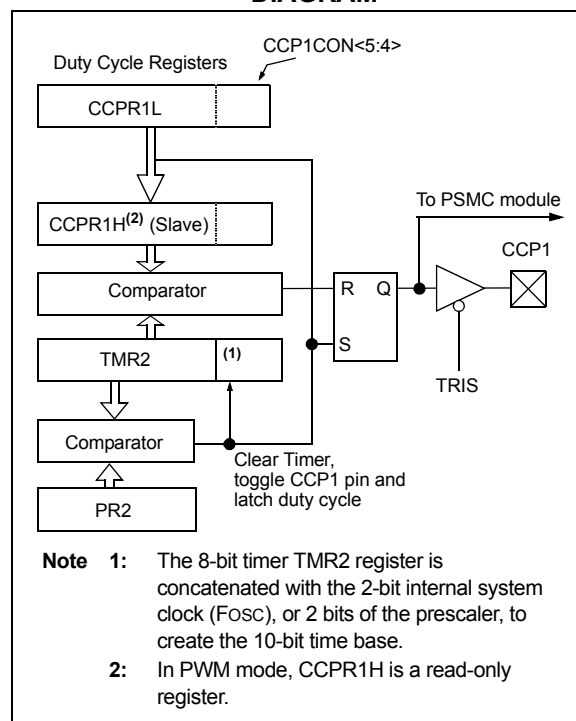 DIAGRAM
CCP1CON<5:4>
Duty Cycle Registers
CCPR1L
CCPR1H(2) (Slave)
To PSMC module
CCP1
Comparator
R Q
S
TMR2
(1)
TRIS
Comparator
Clear Timer,
toggle CCP1 pin and
latch duty cycle
PR2
Note 1: The 8-bit timer TMR2 register is
concatenated with the 2-bit internal system
clock (FOSC), or 2 bits of the prescaler, to
create the 10-bit time base.
2: In PWM mode, CCPR1H is a read-only
register.